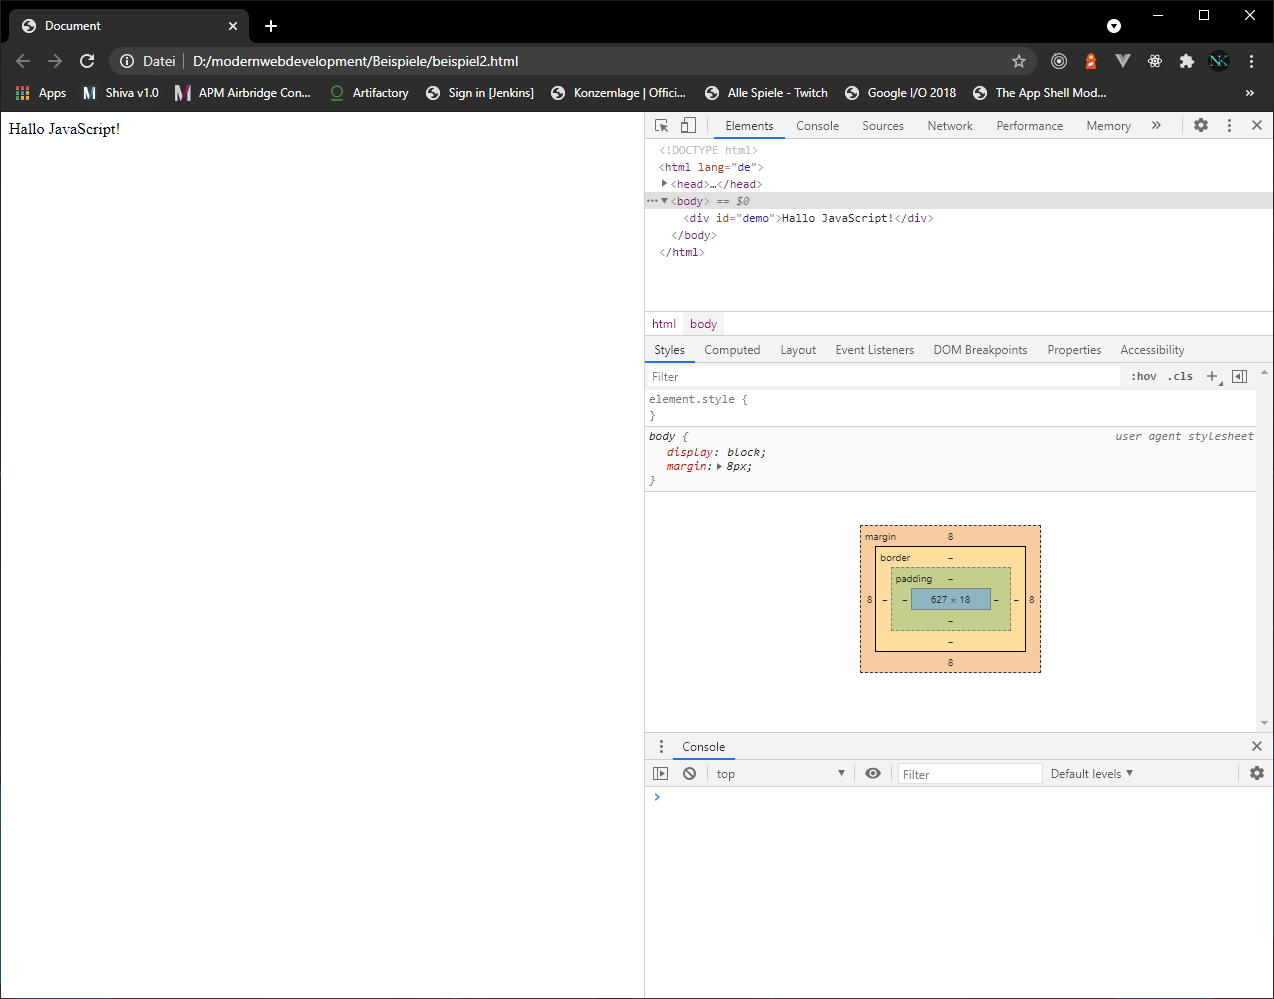 Document
Datei D:/modernwebdevelopment/Beispiele/beispiel2.html
NK
Apps Shiva v1.0 APM Airbridge Con... Artifactory Sign in [Jenkins] Konzernlage | Offici... Alle Spiele - Twitch Google I/O 2018 The App Shell Mod... »
Hallo JavaScript!
Elements Console Sources Network Performance Memory »
<!DOCTYPE html>
<html lang="de">
<head>…</head>
<body> == $0
<div id="demo">Hallo JavaScript!</div>
</body>
</html>
html body
Styles Computed Layout Event Listeners DOM Breakpoints Properties Accessibility
Filter :hov .cls +
element.style {
}
body { user agent stylesheet
display: block;
margin: 8px;
}
margin 8
border –
padding –
8 – – 627 × 18 – – 8
–
–
8
Console
top Filter Default levels
>